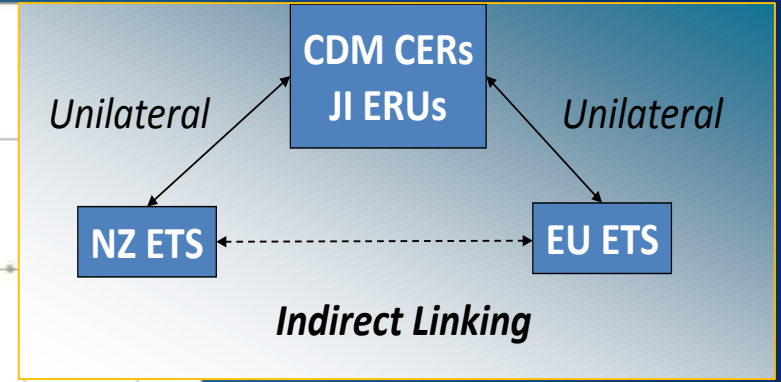 CDM CERs
JI ERUs
Unilateral
Unilateral
NZ ETS
EU ETS
Indirect Linking